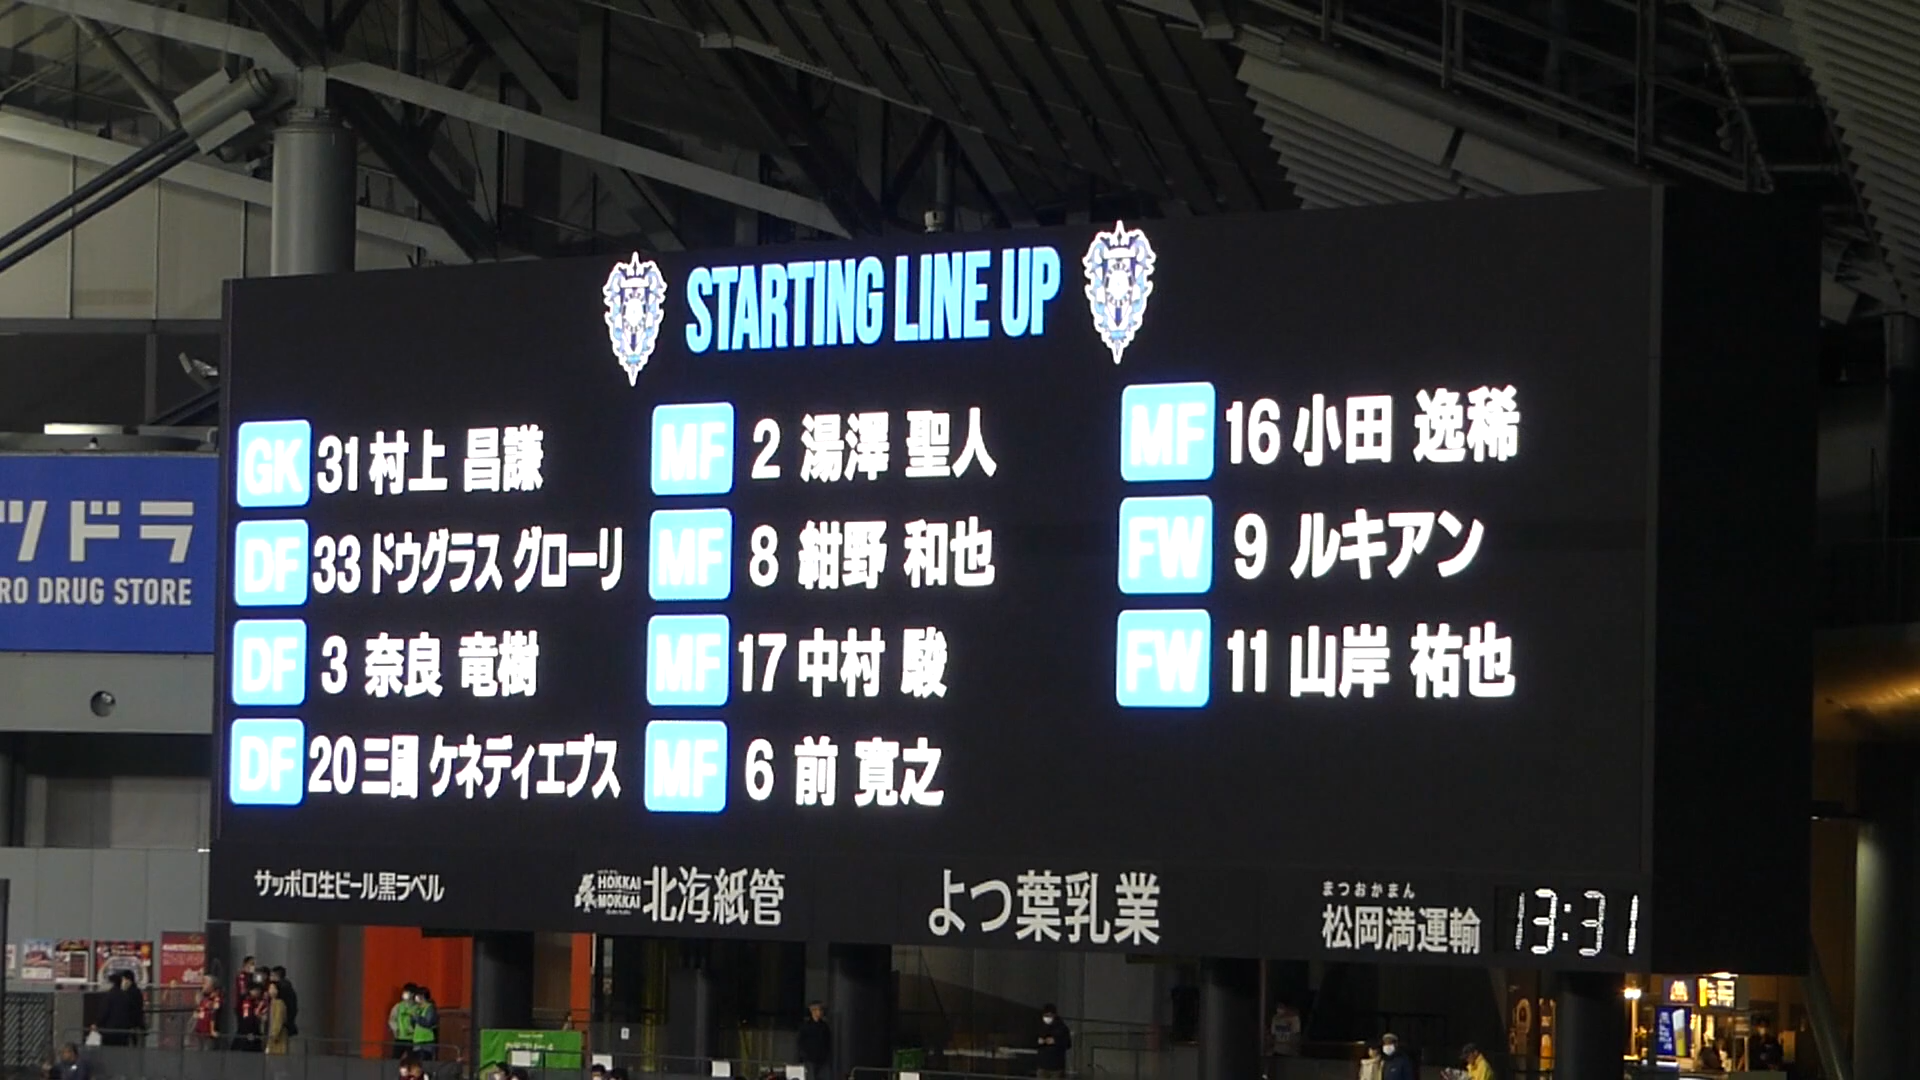 STARTING LINE UP
GK 31 村上 昌謙
DF 33 ドウグラス グローリ
DF 3 奈良 竜樹
DF 20 三國 ケネディエブス
MF 2 湯澤 聖人
MF 8 紺野 和也
MF 17 中村 駿
MF 6 前 寛之
MF 16 小田 逸稀
FW 9 ルキアン
FW 11 山岸 祐也
ツドラ
RO DRUG STORE
サッポロ生ビール黒ラベル
HOKKAI
MOKKAI
北海紙管
よつ葉乳業
まつおかまん
松岡満運輸
13:31